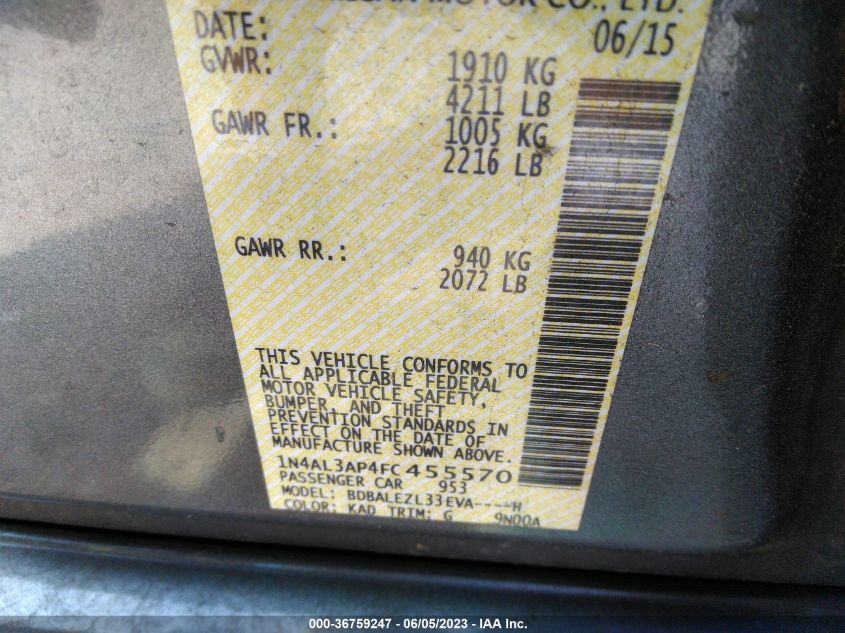 MOTOR CO., LTD.
DATE: 06/15
GVWR: 1910 KG
4211 LB
GAWR FR.: 1005 KG
2216 LB
GAWR RR.: 940 KG
2072 LB
THIS VEHICLE CONFORMS TO
ALL APPLICABLE FEDERAL
MOTOR VEHICLE SAFETY,
BUMPER, AND THEFT
PREVENTION STANDARDS IN
EFFECT ON THE DATE OF
MANUFACTURE SHOWN ABOVE.
1N4AL3AP4FC455570
PASSENGER CAR 953
MODEL: BDBALEZL33EVA----H
COLOR: KAD TRIM: G 9N00A
000-36759247 - 06/05/2023 - IAA Inc.